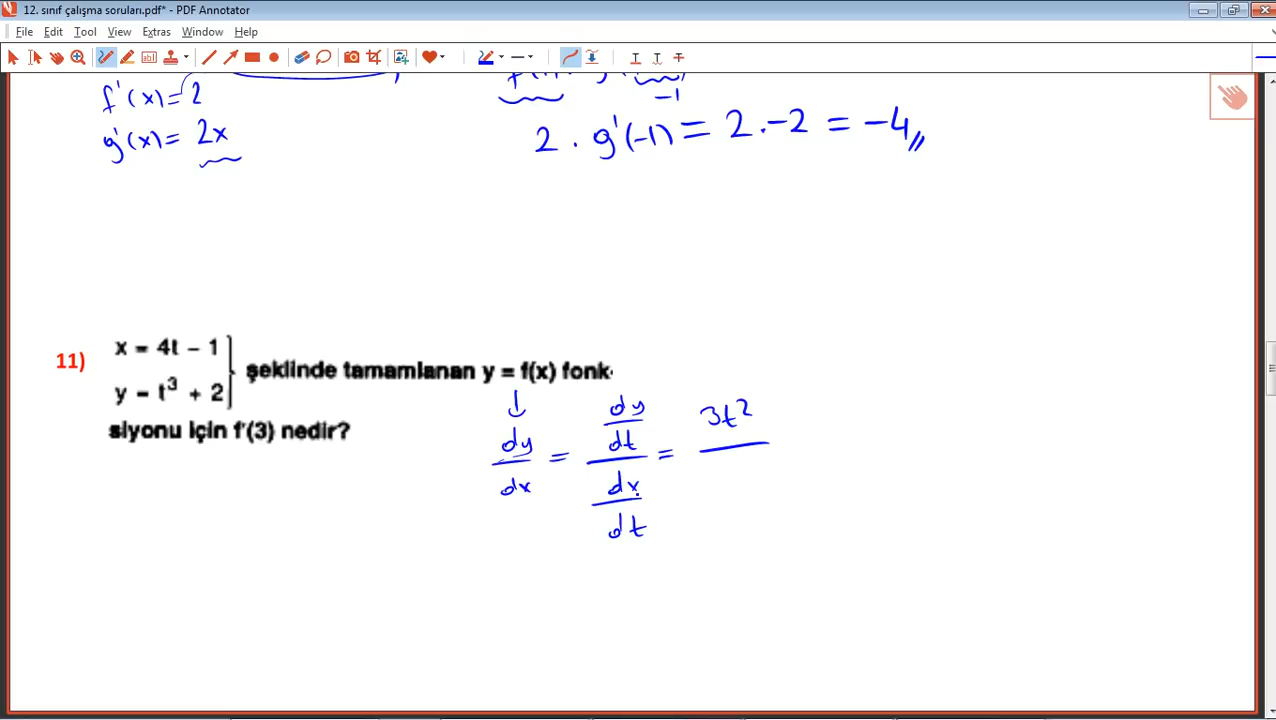 12. sınıf çalışma soruları.pdf* - PDF Annotator
File Edit Tool View Extras Window Help
f'(x) = 2
g'(x) = 2x
-1
2 . g'(-1) = 2 . -2 = -4
11) x = 4t - 1
y = t³ + 2
şeklinde tamamlanan y = f(x) fonk
siyonu için f'(3) nedir?
dy/dx = (dy/dt)/(dx/dt) = 3t²